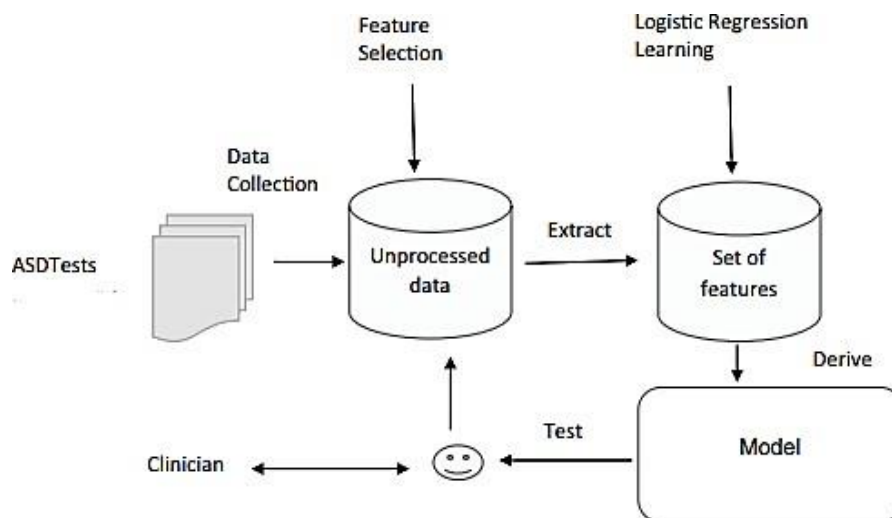 Feature
Selection
Logistic Regression
Learning
Data
Collection
ASDTests
Unprocessed
data
Extract
Set of
features
Derive
Model
Test
Clinician